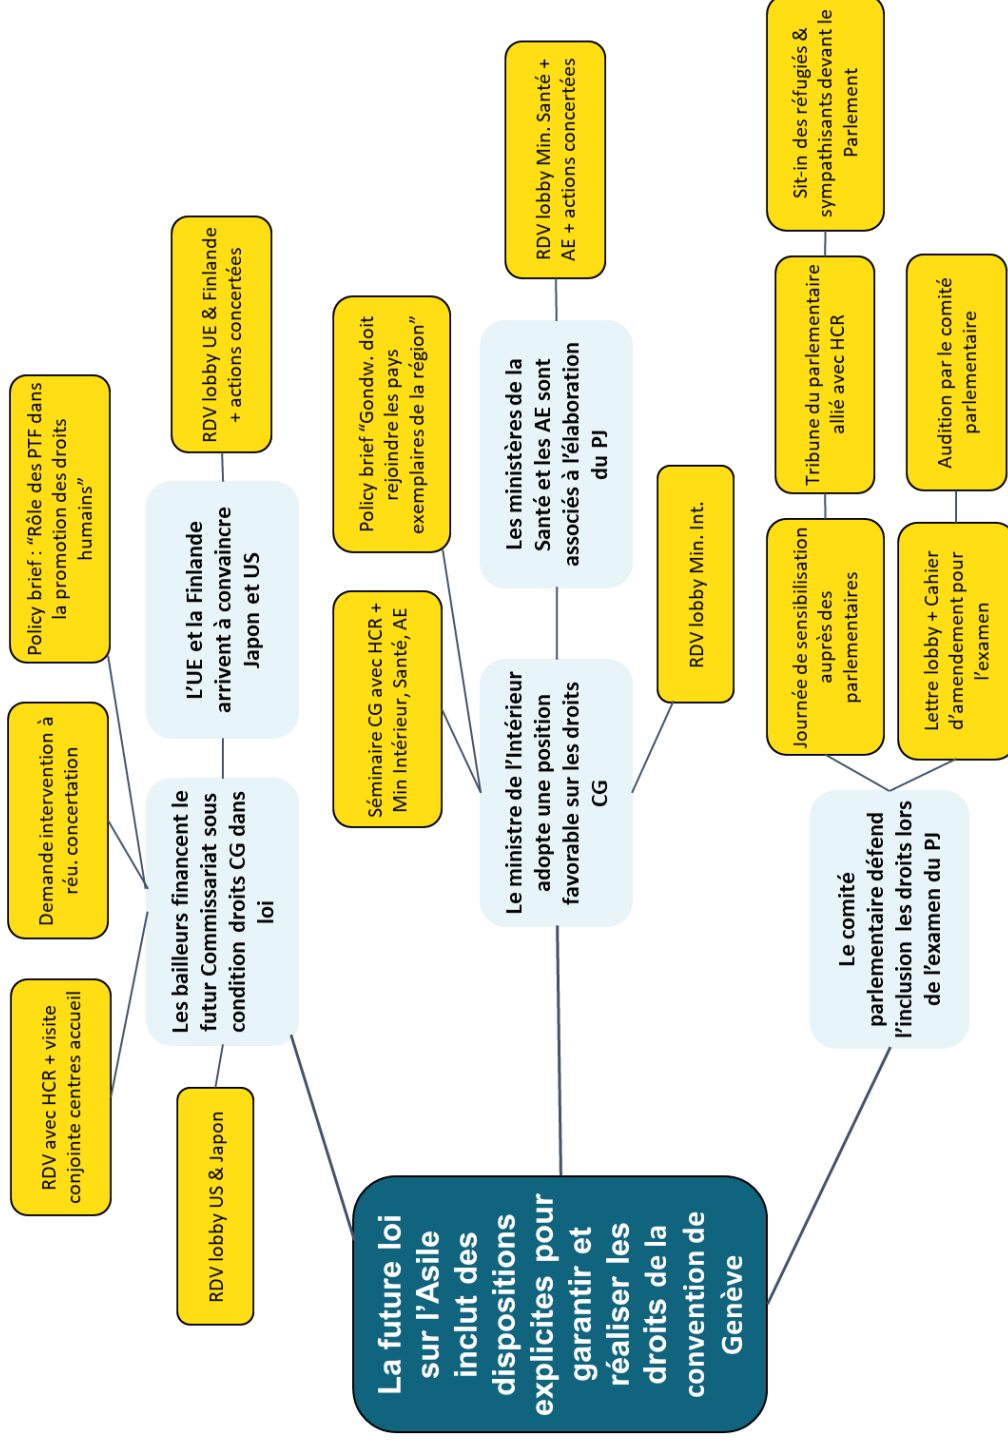 La future loi
sur l'Asile
inclut des
dispositions
explicites pour
garantir et
réaliser les
droits de la
convention de
Genève
RDV avec HCR + visite
conjointe centres accueil
Demande intervention à
réu. concertation
Policy brief : “Rôle des PTF dans
la promotion des droits
humains”
RDV lobby US & Japon
Les bailleurs financent le
futur Commissariat sous
condition droits CG dans
loi
L'UE et la Finlande
arrivent à convaincre
Japon et US
RDV lobby UE & Finlande
+ actions concertées
Séminaire CG avec HCR +
Min Intérieur, Santé, AE
Policy brief “Gondw. doit
rejoindre les pays
exemplaires de la région”
Le ministre de l'Intérieur
adopte une position
favorable sur les droits
CG
Les ministères de la
Santé et les AE sont
associés à l'élaboration
du PJ
RDV lobby Min. Santé +
AE + actions concertées
RDV lobby Min. Int.
Le comité
parlementaire défend
l'inclusion les droits lors
de l'examen du PJ
Journée de sensibilisation
auprès des
parlementaires
Tribune du parlementaire
allié avec HCR
Sit-in des réfugiés &
sympathisants devant le
Parlement
Lettre lobby + Cahier
d'amendement pour
l'examen
Audition par le comité
parlementaire